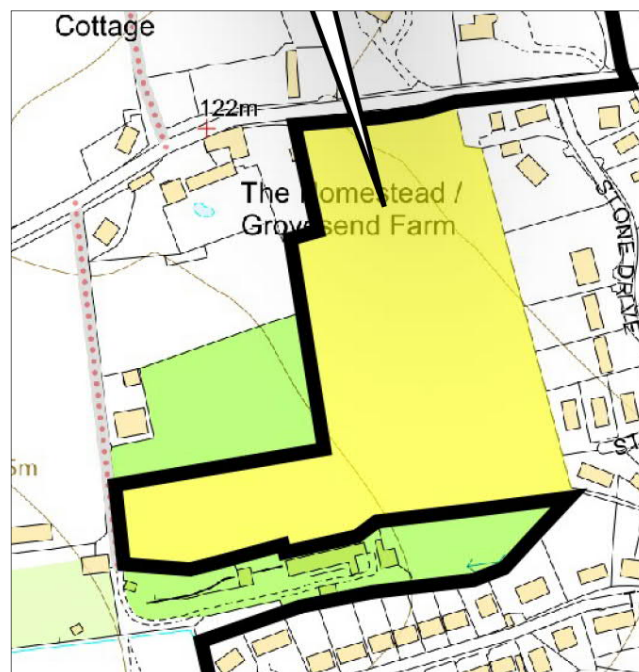 Cottage
122m
The Homestead /
Grovesend Farm
STONE DRIVE
5m
ST